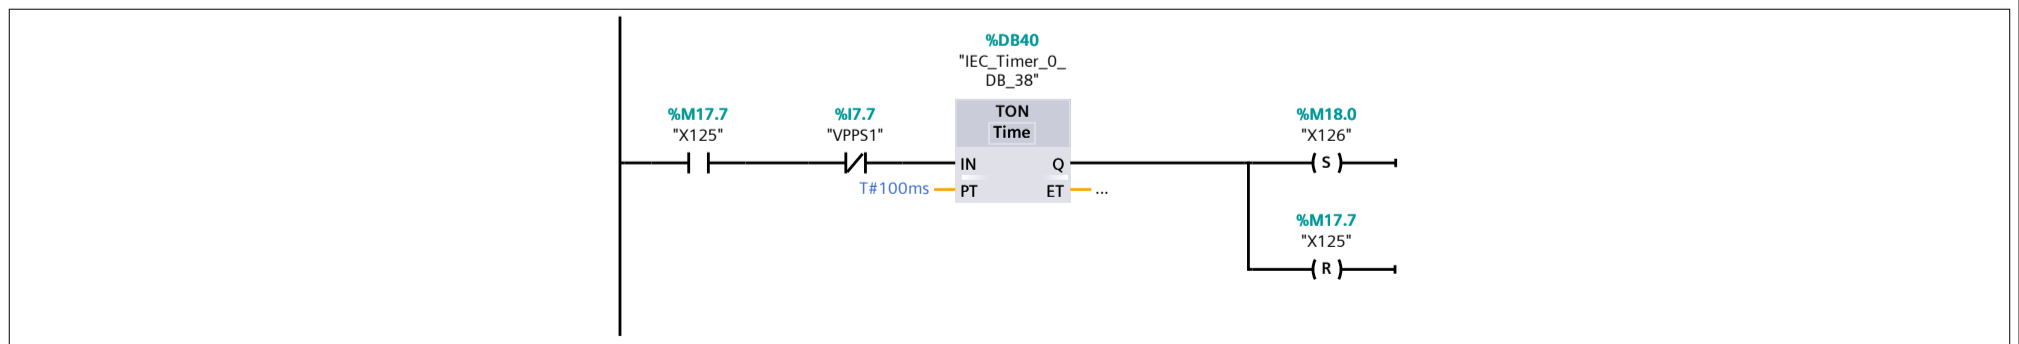 %DB40
"IEC_Timer_0_
DB_38"
%M17.7
"X125"
%I7.7
"VPPS1"
TON
Time
IN
Q
T#100ms
PT
ET
...
%M18.0
"X126"
S
%M17.7
"X125"
R